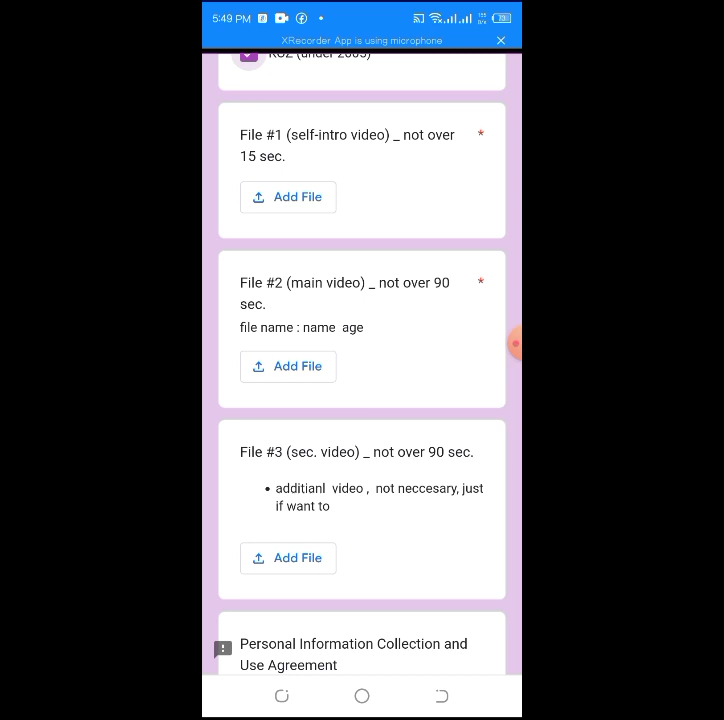 5:49 PM
XRecorder App is using microphone
File #1 (self-intro video) _ not over *
15 sec.
Add File
File #2 (main video) _ not over 90 *
sec.
file name : name age
Add File
File #3 (sec. video) _ not over 90 sec.
• additianl video , not neccesary, just
if want to
Add File
Personal Information Collection and
Use Agreement